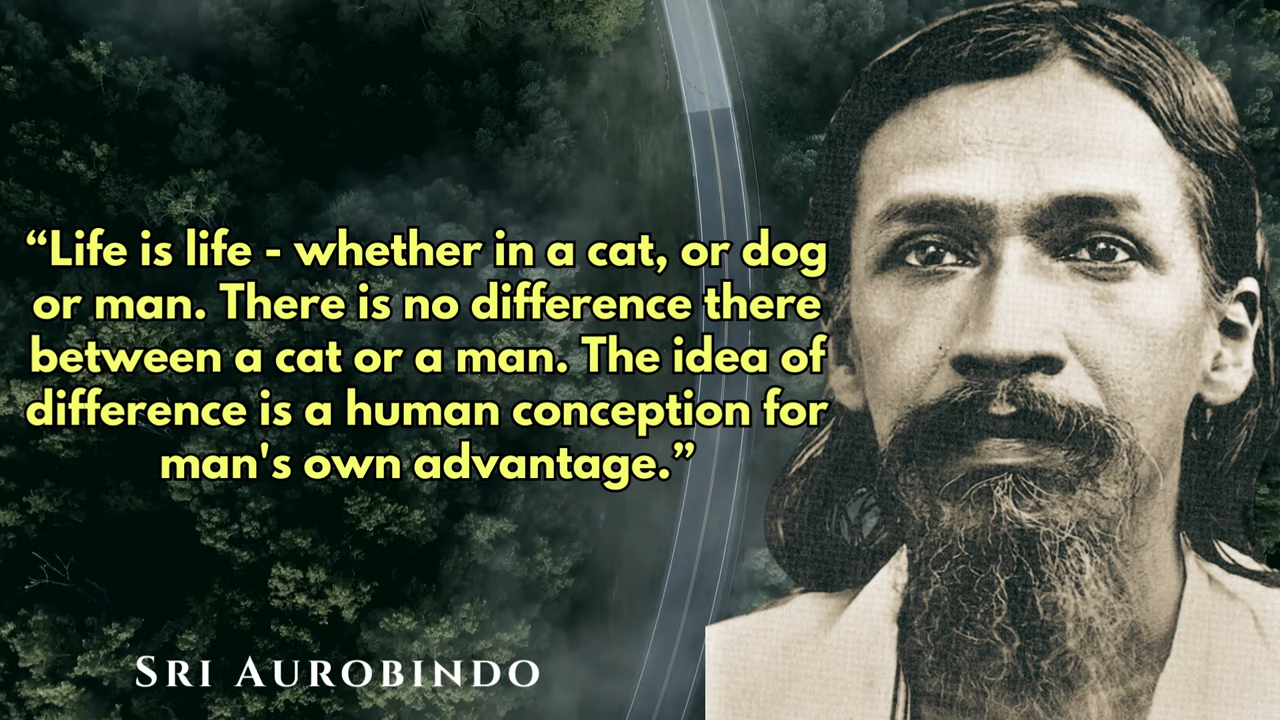 “Life is life - whether in a cat, or dog
or man. There is no difference there
between a cat or a man. The idea of
difference is a human conception for
man's own advantage.”
SRI AUROBINDO